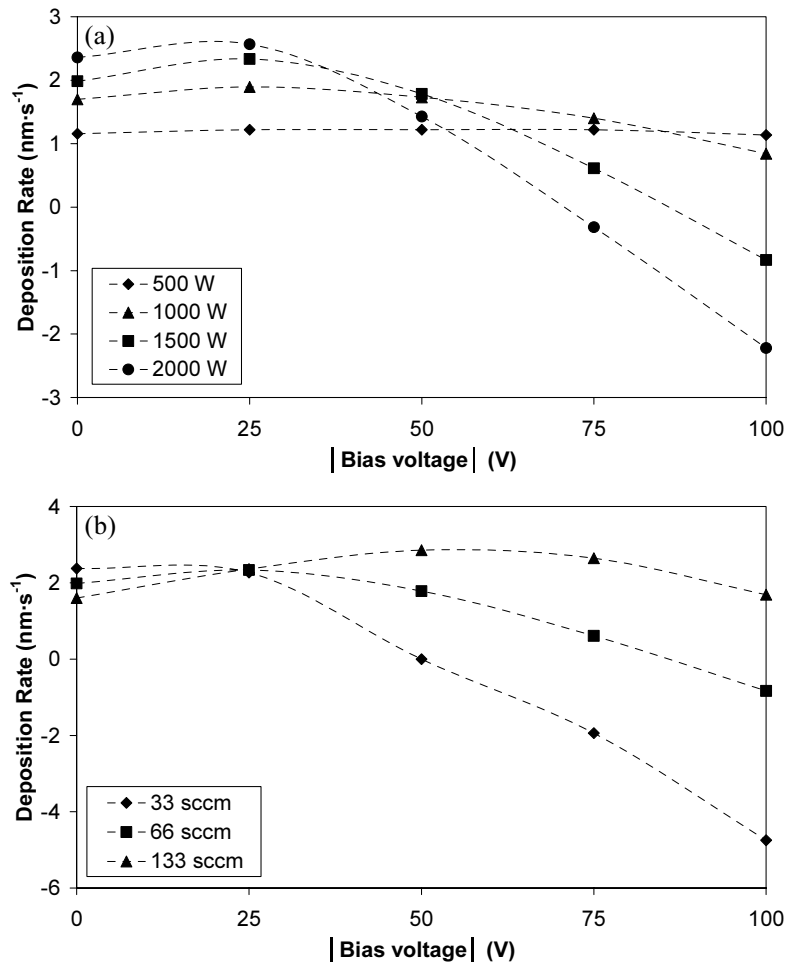 (a)
3
2
1
0
-1
-2
-3
Deposition Rate (nm·s⁻¹)
500 W
1000 W
1500 W
2000 W
0 25 50 75 100
|Bias voltage| (V)
(b)
4
2
0
-2
-4
-6
Deposition Rate (nm·s⁻¹)
33 sccm
66 sccm
133 sccm
0 25 50 75 100
|Bias voltage| (V)